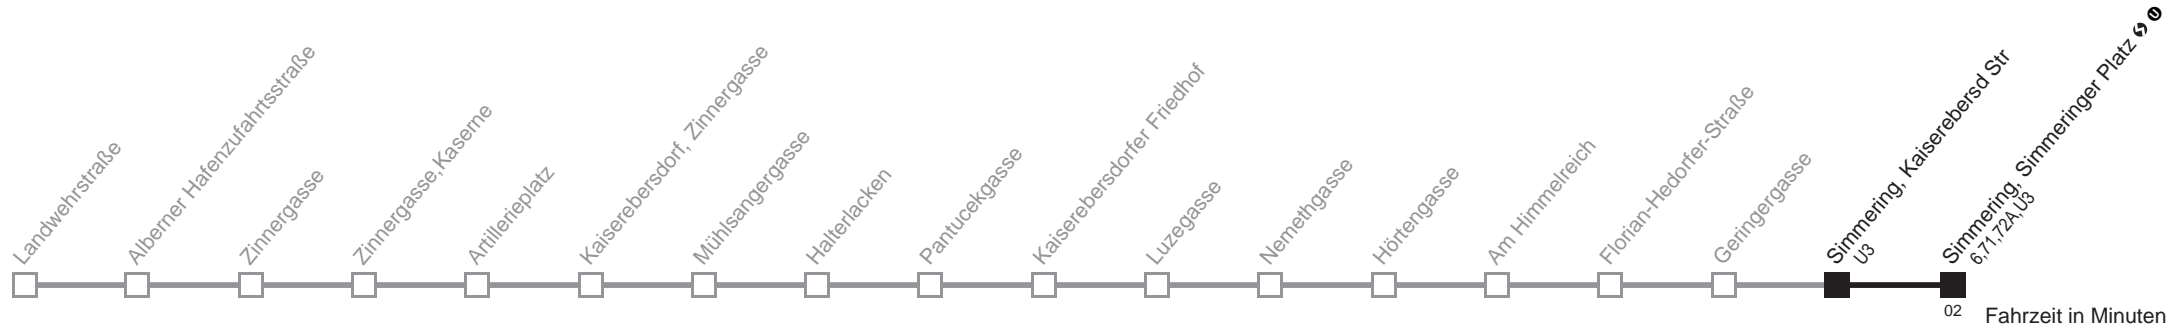 Landwehrstraße
Alberner Hafenzufahrtsstraße
Zinnergasse
Zinnergasse,Kaserne
Artillerieplatz
Kaiserebersdorf, Zinnergasse
Mühlsangergasse
Halterlacken
Pantucekgasse
Kaiserebersdorfer Friedhof
Luzegasse
Nemethgasse
Hörtengasse
Am Himmelreich
Florian-Hedorfer-Straße
Geringergasse
Simmering, Kaiserebersd Str
U3
Simmering, Simmeringer Platz S U
6,71,72A,U3
02
Fahrzeit in Minuten